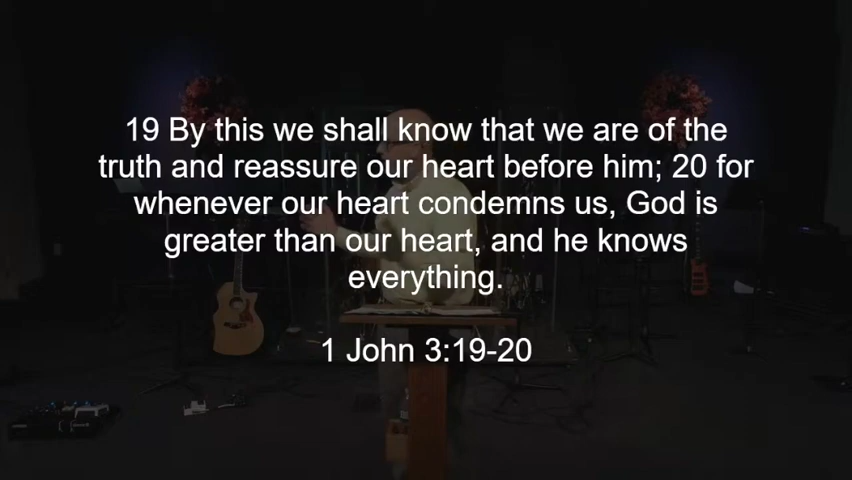 19 By this we shall know that we are of the
truth and reassure our heart before him; 20 for
whenever our heart condemns us, God is
greater than our heart, and he knows
everything.
1 John 3:19-20